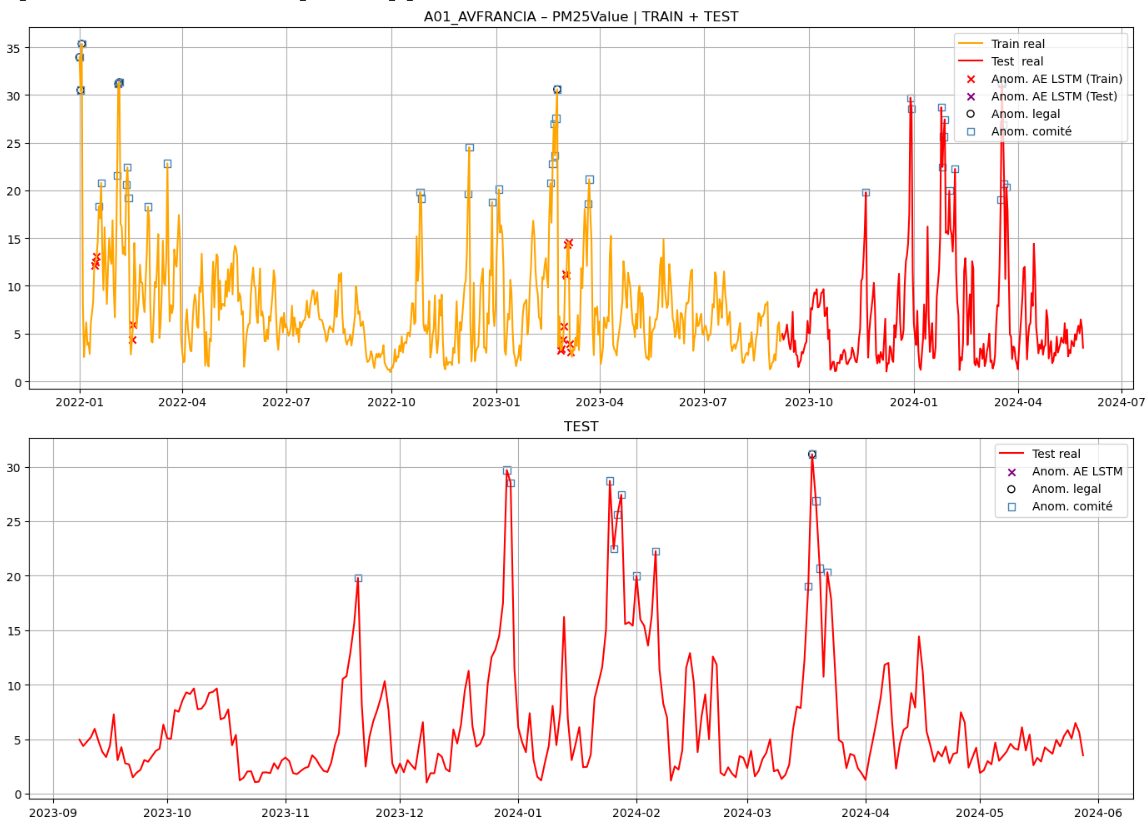 A01_AVFRANCIA – PM25Value | TRAIN + TEST
35
30
25
20
15
10
5
0
Train real
Test real
Anom. AE LSTM (Train)
Anom. AE LSTM (Test)
Anom. legal
Anom. comité
2022-01 2022-04 2022-07 2022-10 2023-01 2023-04 2023-07 2023-10 2024-01 2024-04 2024-07
TEST
30
25
20
15
10
5
0
Test real
Anom. AE LSTM
Anom. legal
Anom. comité
2023-09 2023-10 2023-11 2023-12 2024-01 2024-02 2024-03 2024-04 2024-05 2024-06